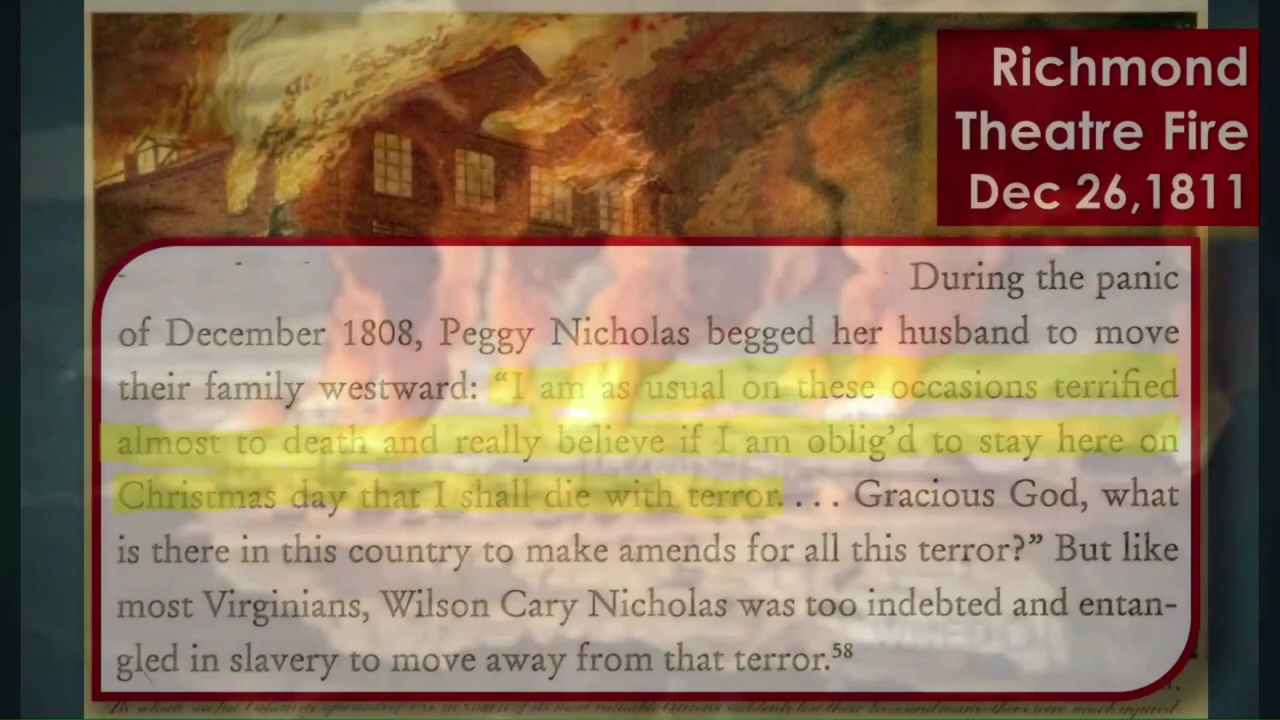 Richmond
Theatre Fire
Dec 26,1811
During the panic
of December 1808, Peggy Nicholas begged her husband to move
their family westward: “I am as usual on these occasions terrified
almost to death and really believe if I am oblig’d to stay here on
Christmas day that I shall die with terror. . . . Gracious God, what
is there in this country to make amends for all this terror?” But like
most Virginians, Wilson Cary Nicholas was too indebted and entan-
gled in slavery to move away from that terror.58